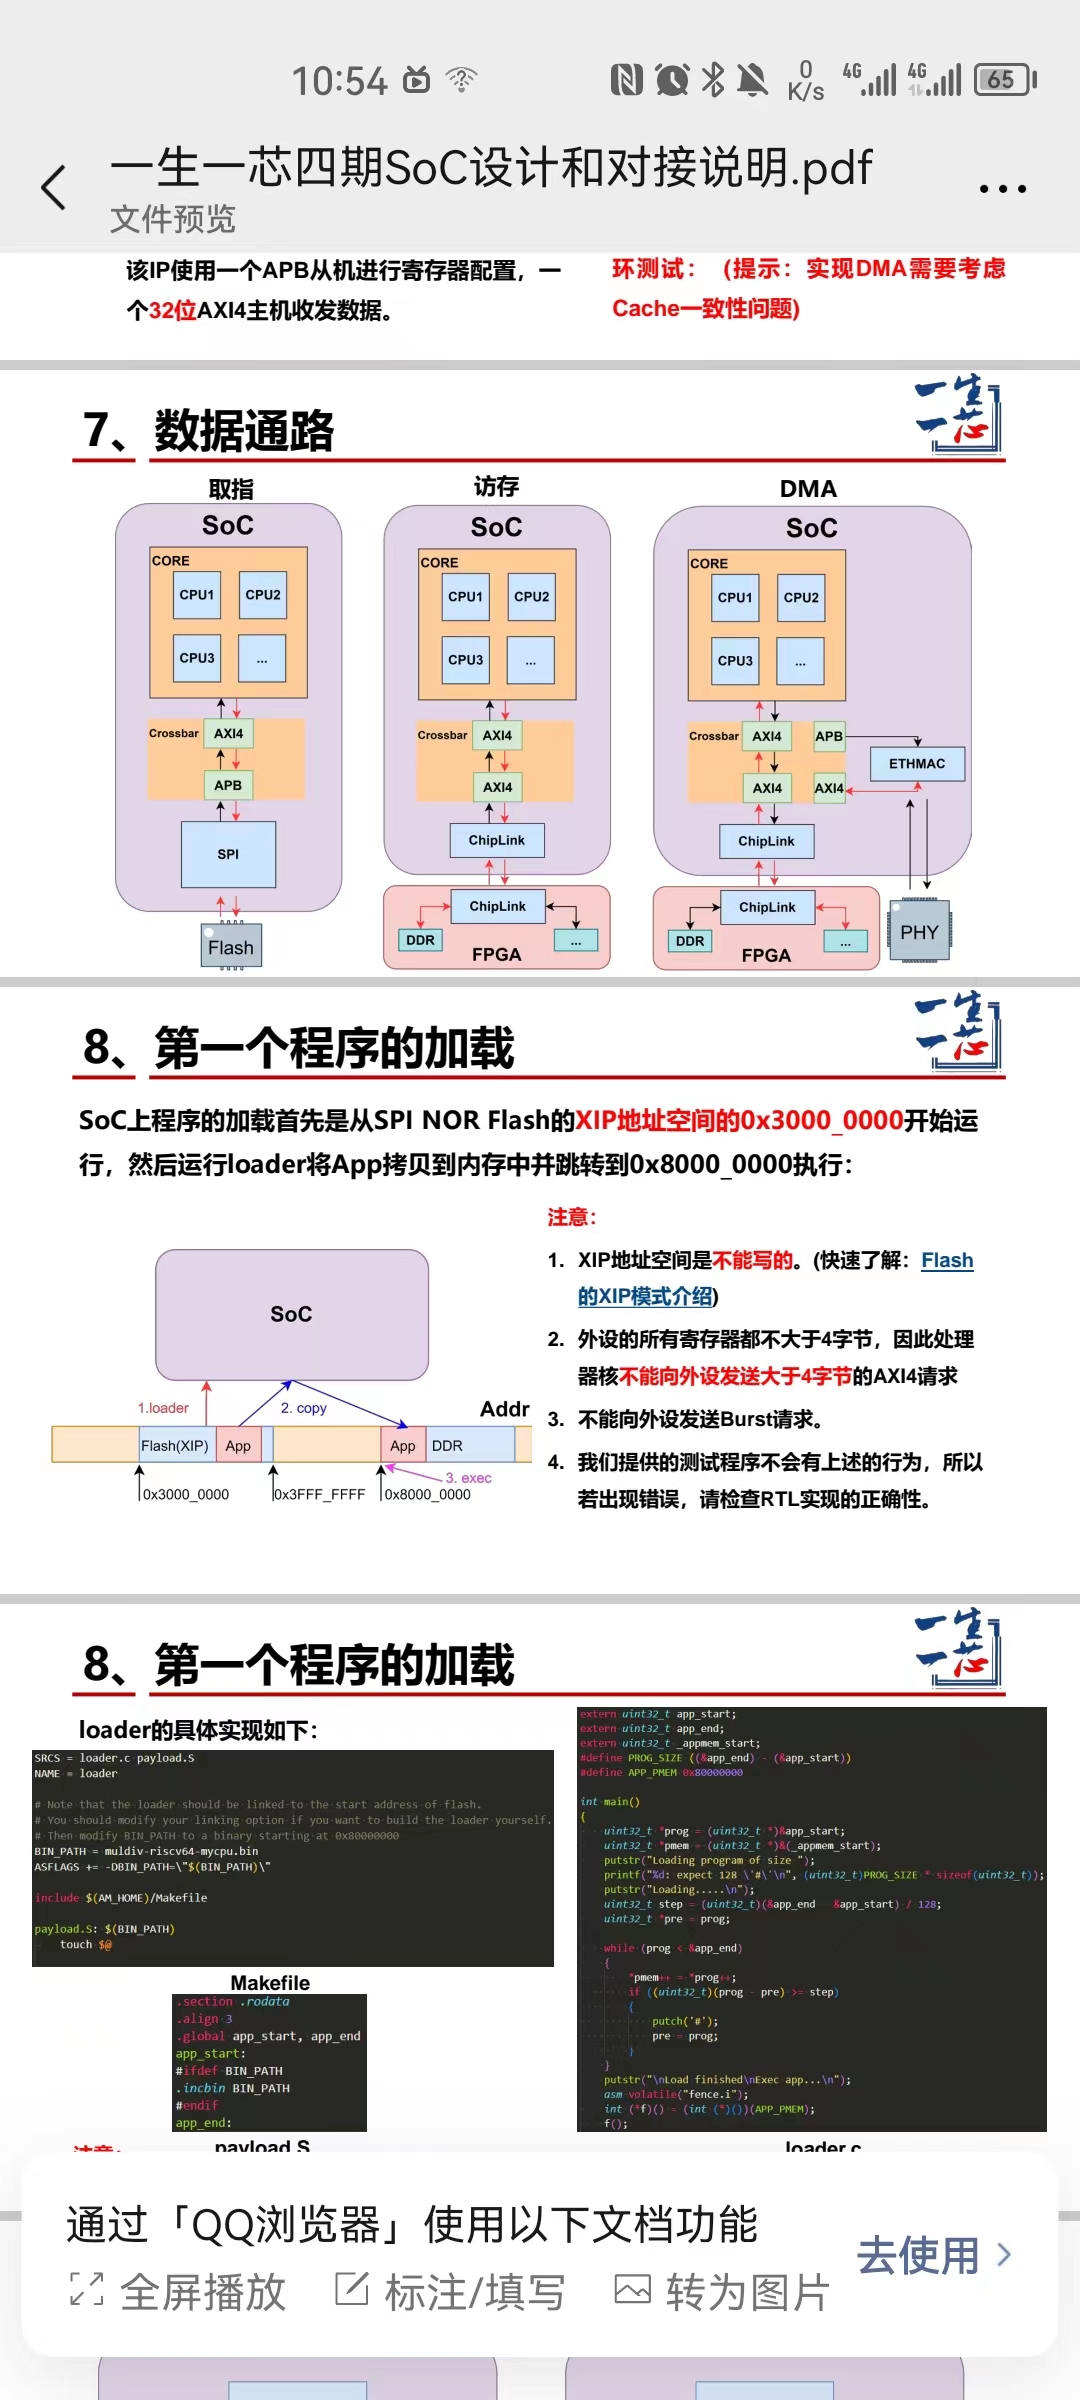 10:54
0
K/s
4G
4G
65
一生一芯四期SoC设计和对接说明.pdf
文件预览
该IP使用一个APB从机进行寄存器配置，一
个32位AXI4主机收发数据。
环测试：（提示：实现DMA需要考虑
Cache一致性问题)
7、数据通路
一生一芯
取指
SoC
CORE
CPU1
CPU2
CPU3
...
Crossbar
AXI4
APB
SPI
Flash
访存
SoC
CORE
CPU1
CPU2
CPU3
...
Crossbar
AXI4
AXI4
ChipLink
ChipLink
DDR
...
FPGA
DMA
SoC
CORE
CPU1
CPU2
CPU3
...
Crossbar
AXI4
APB
ETHMAC
AXI4
AXI4
ChipLink
ChipLink
DDR
...
FPGA
PHY
8、第一个程序的加载
一生一芯
SoC上程序的加载首先是从SPI NOR Flash的XIP地址空间的0x3000_0000开始运
行，然后运行loader将App拷贝到内存中并跳转到0x8000_0000执行：
SoC
1.loader
2. copy
Addr
Flash(XIP)
App
App
DDR
3. exec
0x3000_0000
0x3FFF_FFFF
0x8000_0000
注意：
1. XIP地址空间是不能写的。(快速了解：Flash
的XIP模式介绍)
2. 外设的所有寄存器都不大于4字节，因此处理
器核不能向外设发送大于4字节的AXI4请求
3. 不能向外设发送Burst请求。
4. 我们提供的测试程序不会有上述的行为，所以
若出现错误，请检查RTL实现的正确性。
8、第一个程序的加载
一生一芯
loader的具体实现如下：
SRCS = loader.c payload.S
NAME = loader
# Note that the loader should be linked to the start address of flash.
# You should modify your linking option if you want to build the loader yourself.
# Then modify BIN_PATH to a binary starting at 0x80000000
BIN_PATH = muldiv-riscv64-mycpu.bin
ASFLAGS += -DBIN_PATH=\"$(BIN_PATH)\"
include $(AM_HOME)/Makefile
payload.S: $(BIN_PATH)
touch $@
Makefile
.section .rodata
.align 3
.global app_start, app_end
app_start:
#ifdef BIN_PATH
.incbin BIN_PATH
#endif
app_end:
payload.S
extern uint32_t app_start;
extern uint32_t app_end;
extern uint32_t _appmem_start;
#define PROG_SIZE ((&app_end) - (&app_start))
#define APP_PMEM 0x80000000
int main()
{
uint32_t *prog = (uint32_t *)&app_start;
uint32_t *pmem = (uint32_t *)&(_appmem_start);
putstr("Loading program of size ");
printf("%d: expect 128 \'#\'\n", (uint32_t)PROG_SIZE * sizeof(uint32_t));
putstr("Loading.....\n");
uint32_t step = (uint32_t)(&app_end - &app_start) / 128;
uint32_t *pre = prog;
while (prog < &app_end)
{
*pmem++ = *prog++;
if ((uint32_t)(prog - pre) >= step)
{
putch('#');
pre = prog;
}
}
putstr("\nLoad finished\nExec app...\n");
asm volatile("fence.i");
int (*f)() = (int (*)())(APP_PMEM);
f();
loader.c
注意：
通过「QQ浏览器」使用以下文档功能
去使用
全屏播放
标注/填写
转为图片